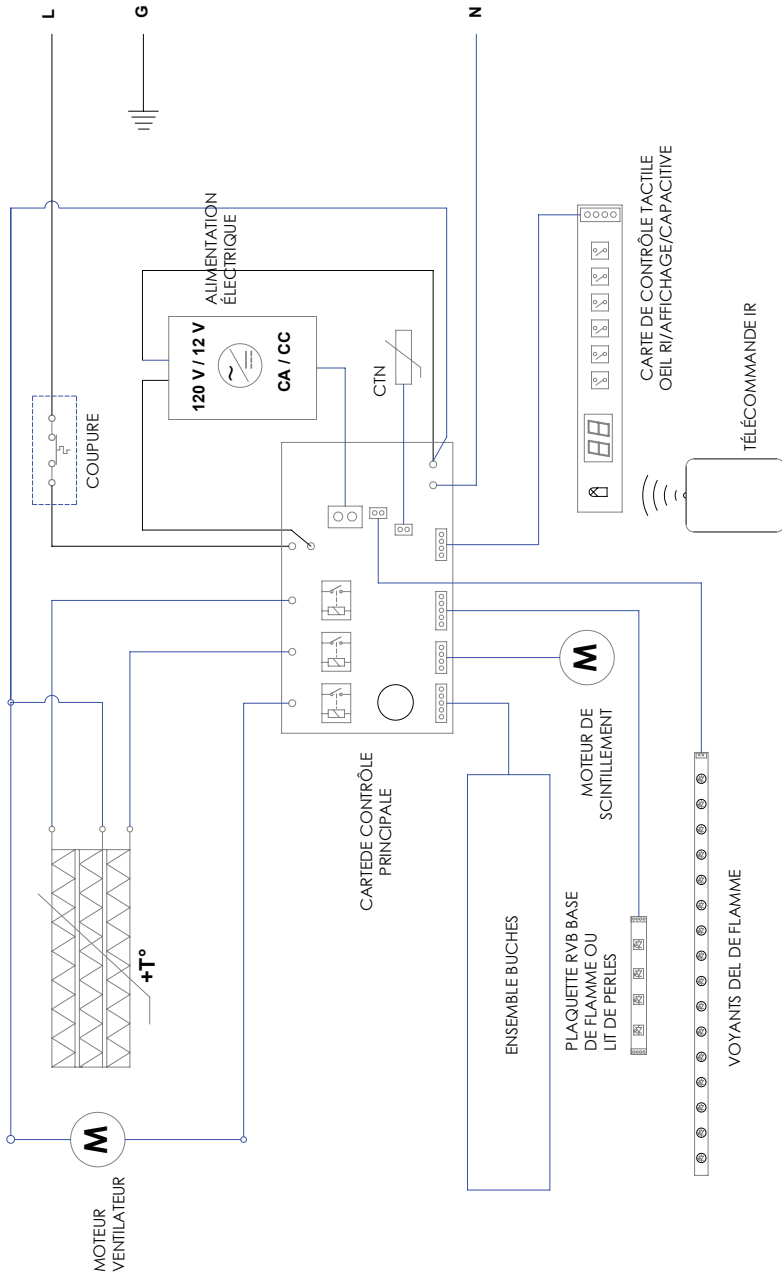 L
G
N
COUPURE
ALIMENTATION
ÉLECTRIQUE
120 V / 12 V
CA / CC
CTN
+T°
M
MOTEUR
VENTILATEUR
CARTEDE CONTRÔLE
PRINCIPALE
ENSEMBLE BUCHES
M
MOTEUR DE
SCINTILLEMENT
PLAQUETTE RVB BASE
DE FLAMME OU
LIT DE PERLES
VOYANTS DEL DE FLAMME
CARTE DE CONTRÔLE TACTILE
OEIL RI/AFFICHAGE/CAPACITIVE
88
TÉLÉCOMMANDE IR